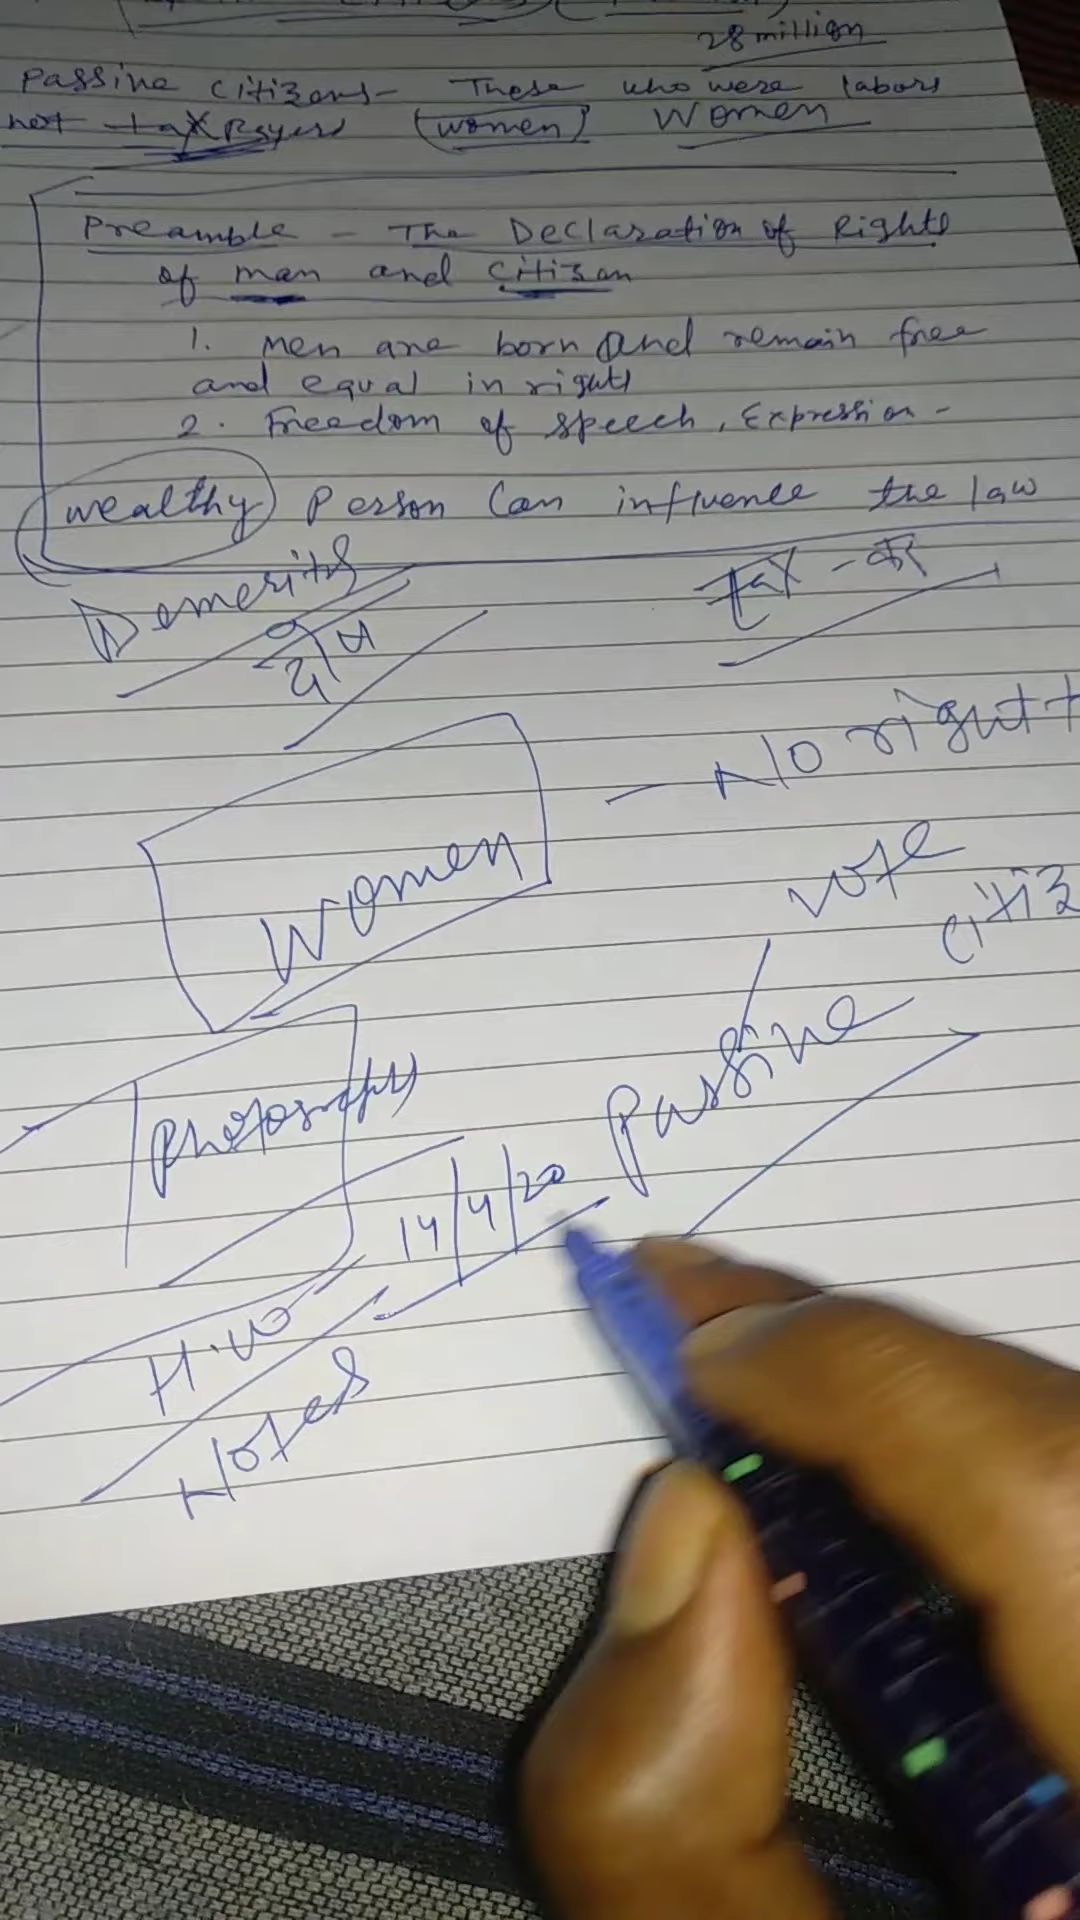 28 million
Passive citizens- These who were labors
not taxpayers (women) Women
Preamble - The Declaration of Rights
of man and citizan
1. Men are born and remain free
and equal in rights
2. Freedom of speech, Expression -
wealthy Person Can influence the law
Demerits
Tax - कर
दोष
Women
- No right t
vote
citiz
Passive
Photographs
14/4/20
H.W
Notes